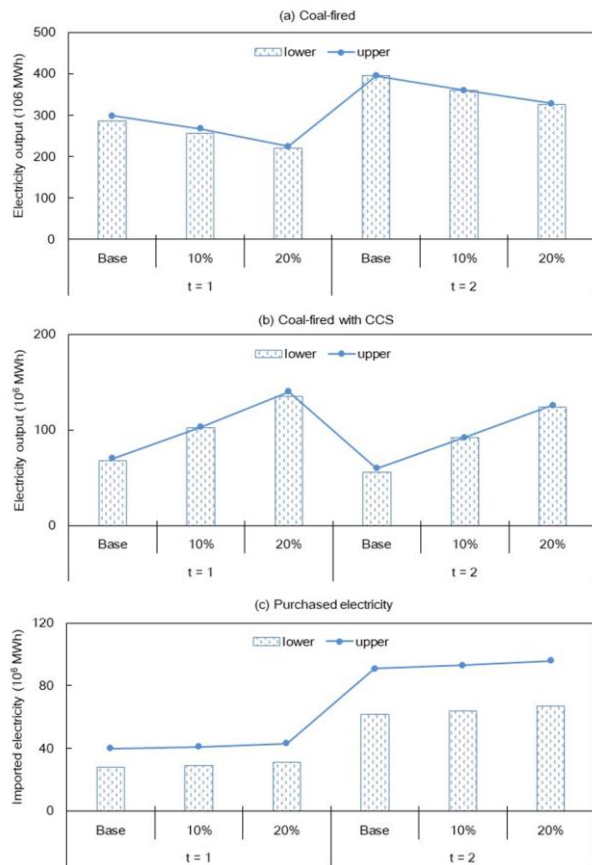 (a) Coal-fired
Electricity output (106 MWh)
500
400
300
200
100
0
lower upper
Base 10% 20% Base 10% 20%
t = 1 t = 2
(b) Coal-fired with CCS
Electricity output (10⁶ MWh)
200
100
0
lower upper
Base 10% 20% Base 10% 20%
t = 1 t = 2
(c) Purchased electricity
Imported electricity (10⁶ MWh)
120
80
40
0
lower upper
Base 10% 20% Base 10% 20%
t = 1 t = 2